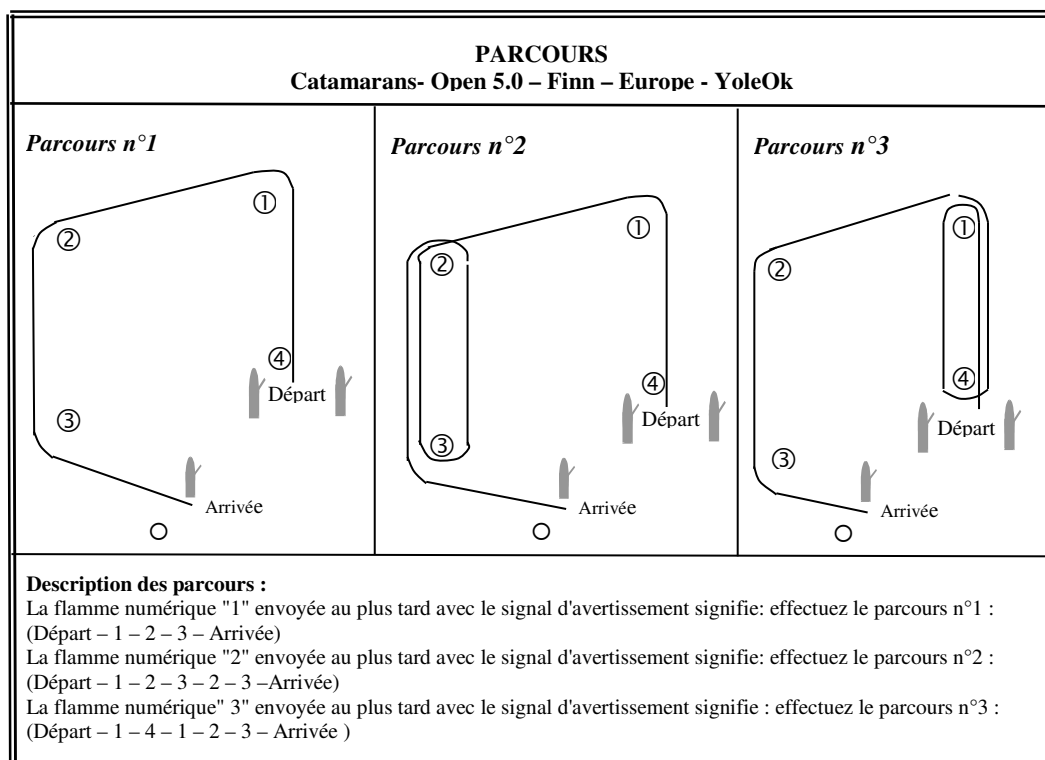 PARCOURS
Catamarans- Open 5.0 – Finn – Europe - YoleOk
Parcours n°1
①
②
④
Départ
③
Arrivée
Parcours n°2
①
②
④
Départ
③
Arrivée
Parcours n°3
①
②
④
Départ
③
Arrivée
Description des parcours :
La flamme numérique "1" envoyée au plus tard avec le signal d'avertissement signifie: effectuez le parcours n°1 :
(Départ – 1 – 2 – 3 – Arrivée)
La flamme numérique "2" envoyée au plus tard avec le signal d'avertissement signifie: effectuez le parcours n°2 :
(Départ – 1 – 2 – 3 – 2 – 3 –Arrivée)
La flamme numérique" 3" envoyée au plus tard avec le signal d'avertissement signifie : effectuez le parcours n°3 :
(Départ – 1 – 4 – 1 – 2 – 3 – Arrivée )